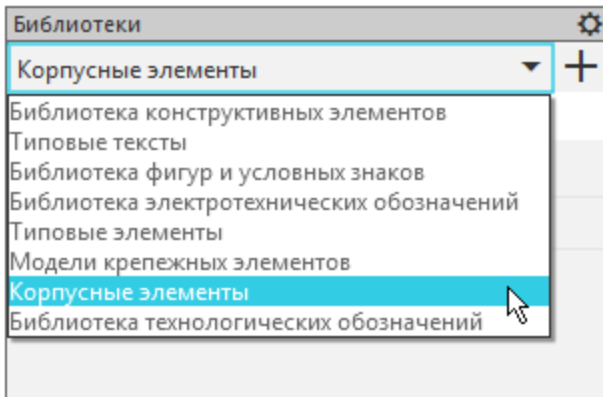 Библиотеки
Корпусные элементы
Библиотека конструктивных элементов
Типовые тексты
Библиотека фигур и условных знаков
Библиотека электротехнических обозначений
Типовые элементы
Модели крепежных элементов
Корпусные элементы
Библиотека технологических обозначений